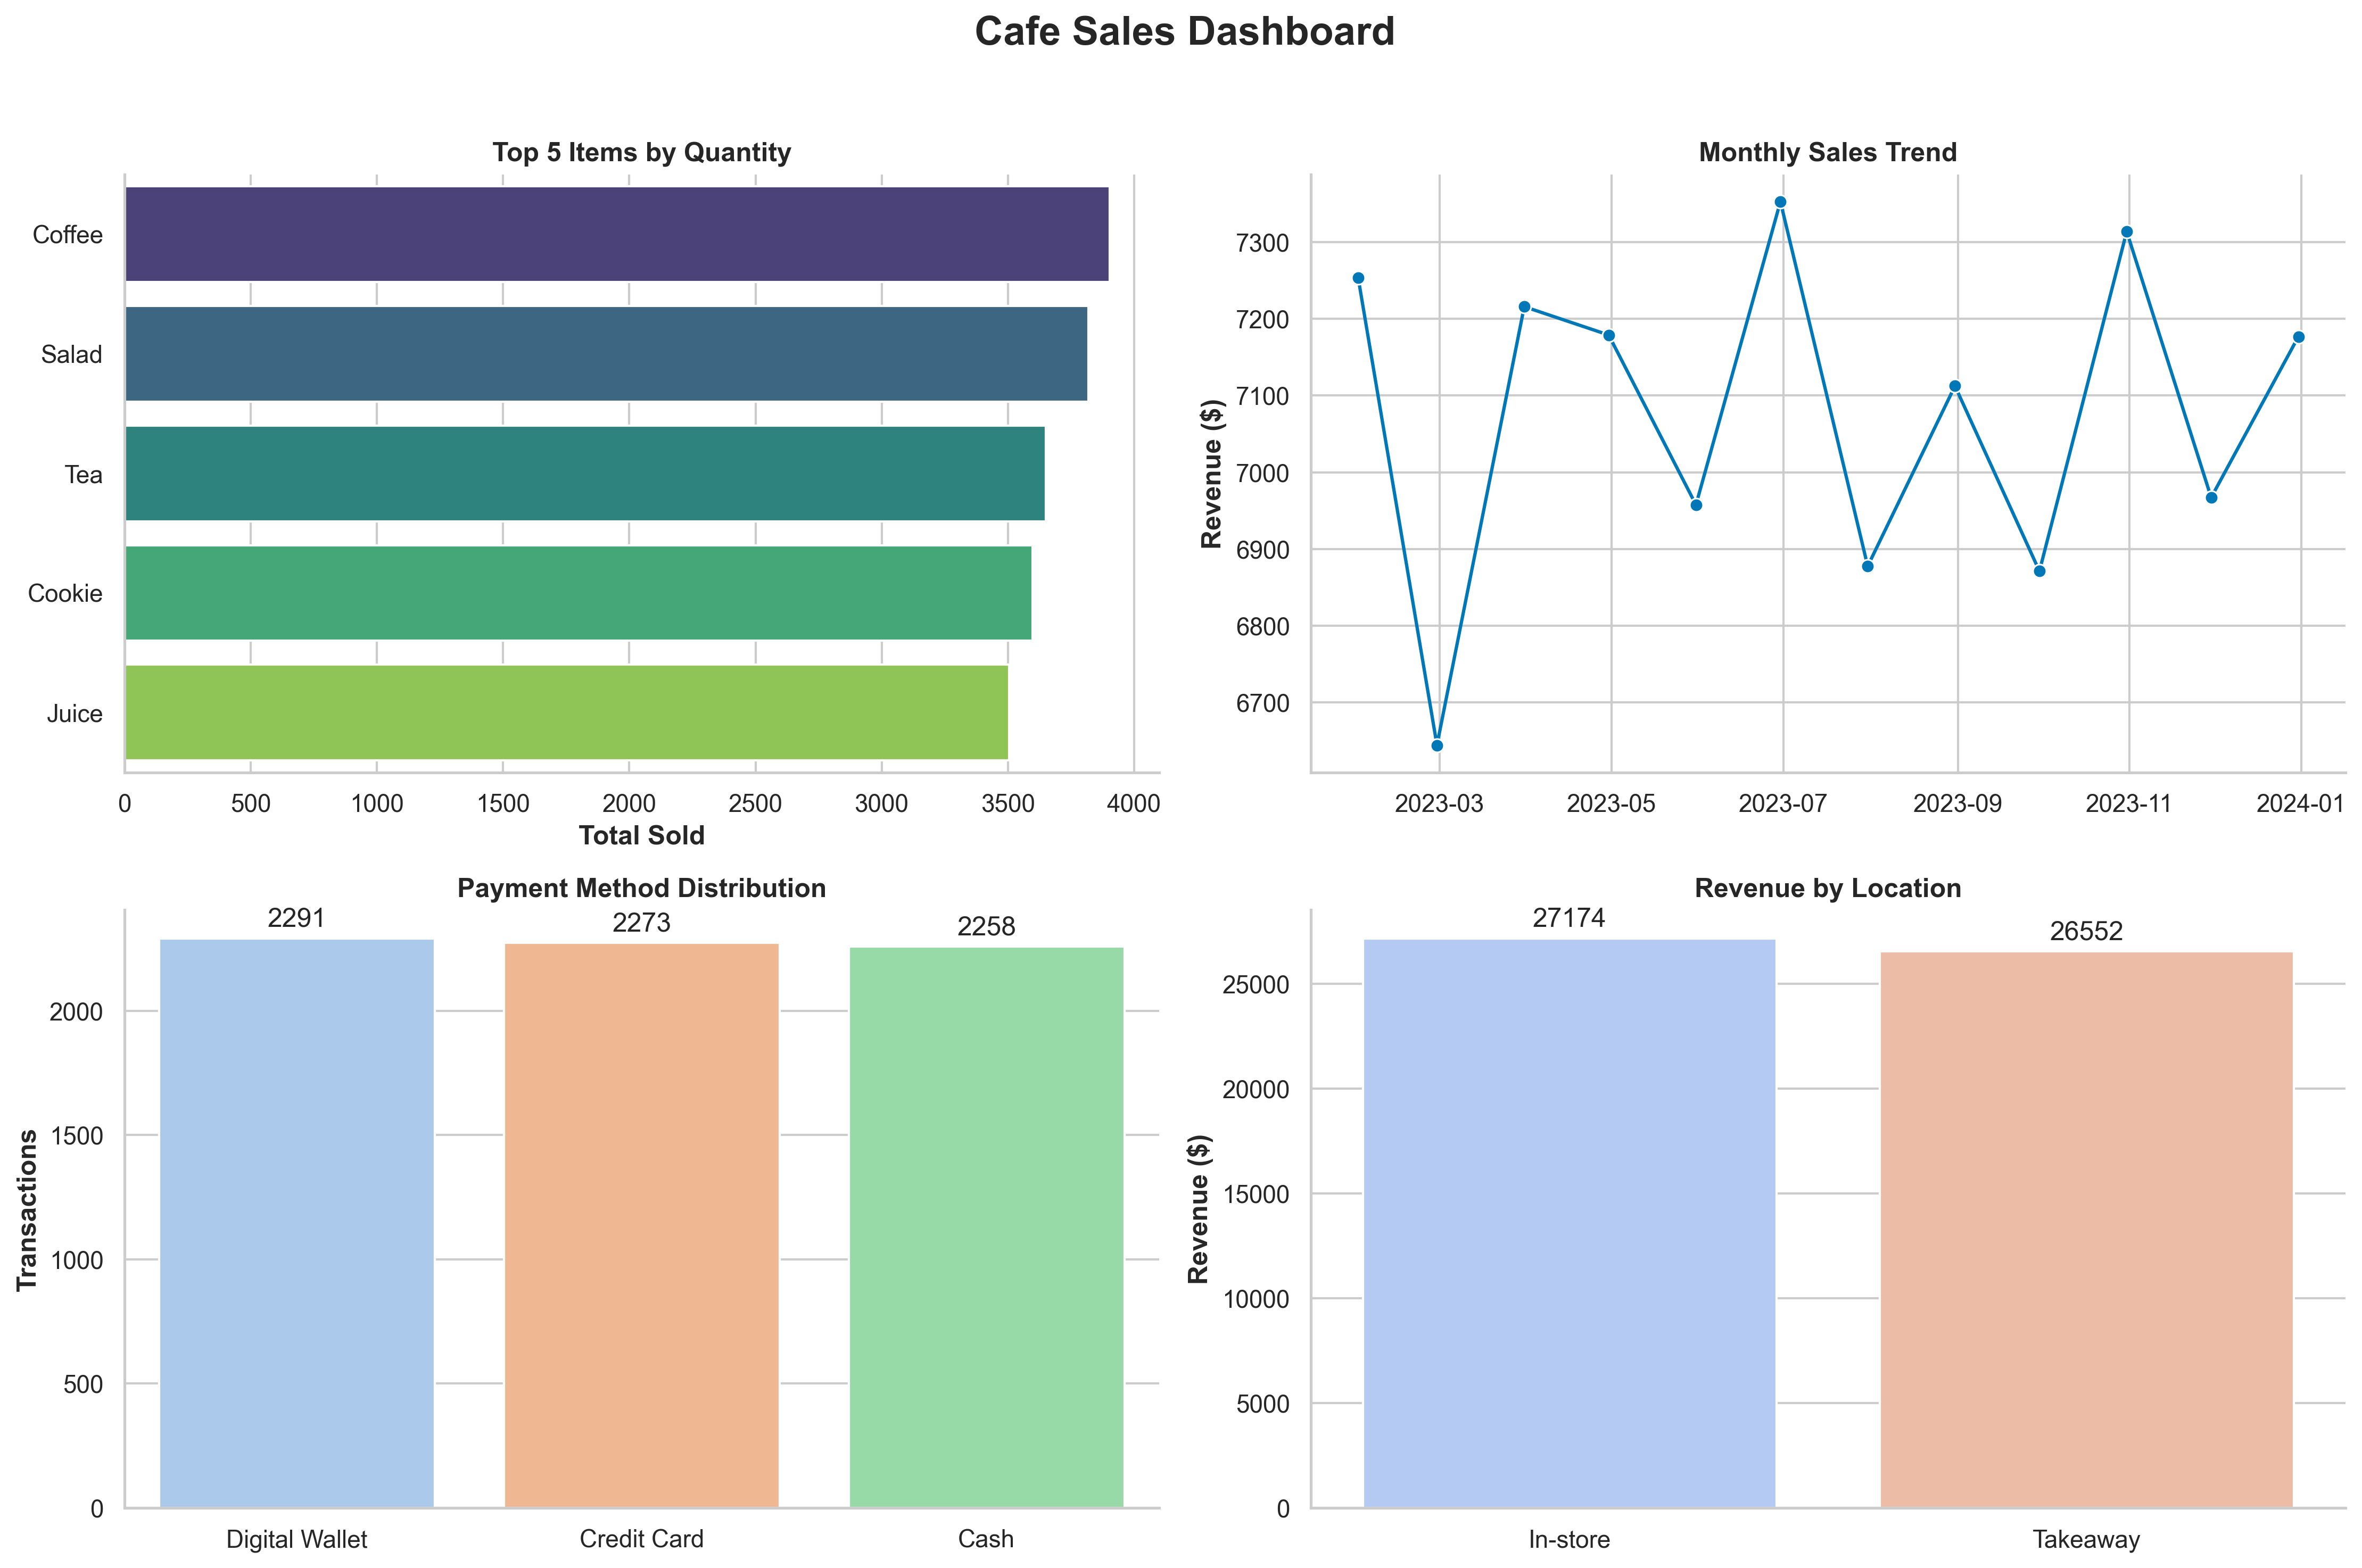 Cafe Sales Dashboard
Top 5 Items by Quantity
Coffee
Salad
Tea
Cookie
Juice
0 500 1000 1500 2000 2500 3000 3500 4000
Total Sold
Monthly Sales Trend
Revenue ($)
7300
7200
7100
7000
6900
6800
6700
2023-03 2023-05 2023-07 2023-09 2023-11 2024-01
Payment Method Distribution
Transactions
2291 2273 2258
2000
1500
1000
500
0
Digital Wallet Credit Card Cash
Revenue by Location
Revenue ($)
27174 26552
25000
20000
15000
10000
5000
0
In-store Takeaway